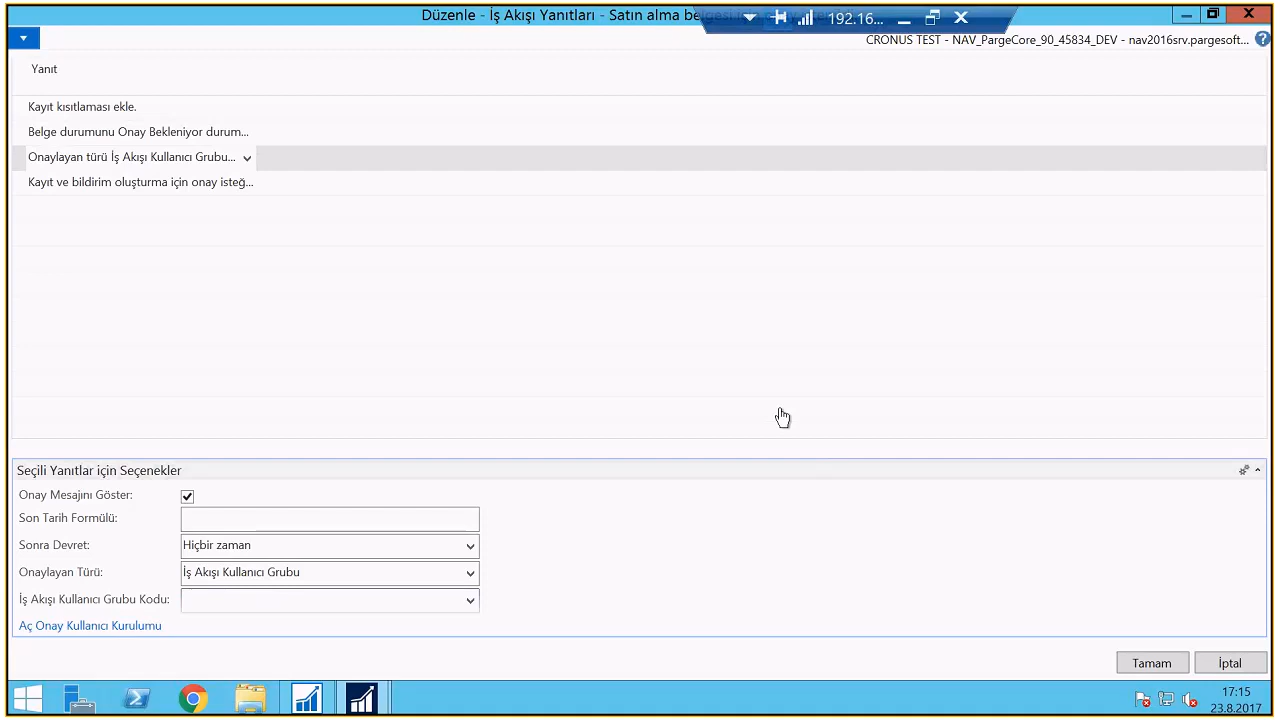 Düzenle - İş Akışı Yanıtları - Satın alma be
192.16...
CRONUS TEST - NAV_PargeCore_90_45834_DEV - nav2016srv.pargesoft...
Yanıt
Kayıt kısıtlaması ekle.
Belge durumunu Onay Bekleniyor durum...
Onaylayan türü İş Akışı Kullanıcı Grubu...
Kayıt ve bildirim oluşturma için onay isteğ...
Seçili Yanıtlar için Seçenekler
Onay Mesajını Göster:
Son Tarih Formülü:
Sonra Devret: Hiçbir zaman
Onaylayan Türü: İş Akışı Kullanıcı Grubu
İş Akışı Kullanıcı Grubu Kodu:
Aç Onay Kullanıcı Kurulumu
Tamam İptal
17:15
23.8.2017